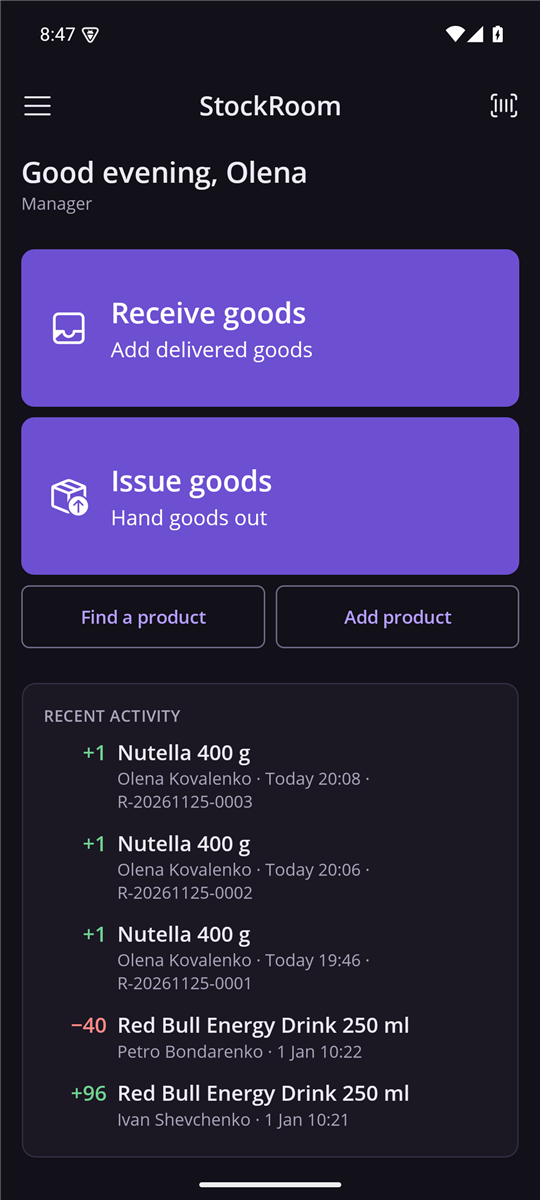 8:47
StockRoom
Good evening, Olena
Manager
Receive goods
Add delivered goods
Issue goods
Hand goods out
Find a product
Add product
RECENT ACTIVITY
+1 Nutella 400 g
Olena Kovalenko · Today 20:08 ·
R-20261125-0003
+1 Nutella 400 g
Olena Kovalenko · Today 20:06 ·
R-20261125-0002
+1 Nutella 400 g
Olena Kovalenko · Today 19:46 ·
R-20261125-0001
−40 Red Bull Energy Drink 250 ml
Petro Bondarenko · 1 Jan 10:22
+96 Red Bull Energy Drink 250 ml
Ivan Shevchenko · 1 Jan 10:21